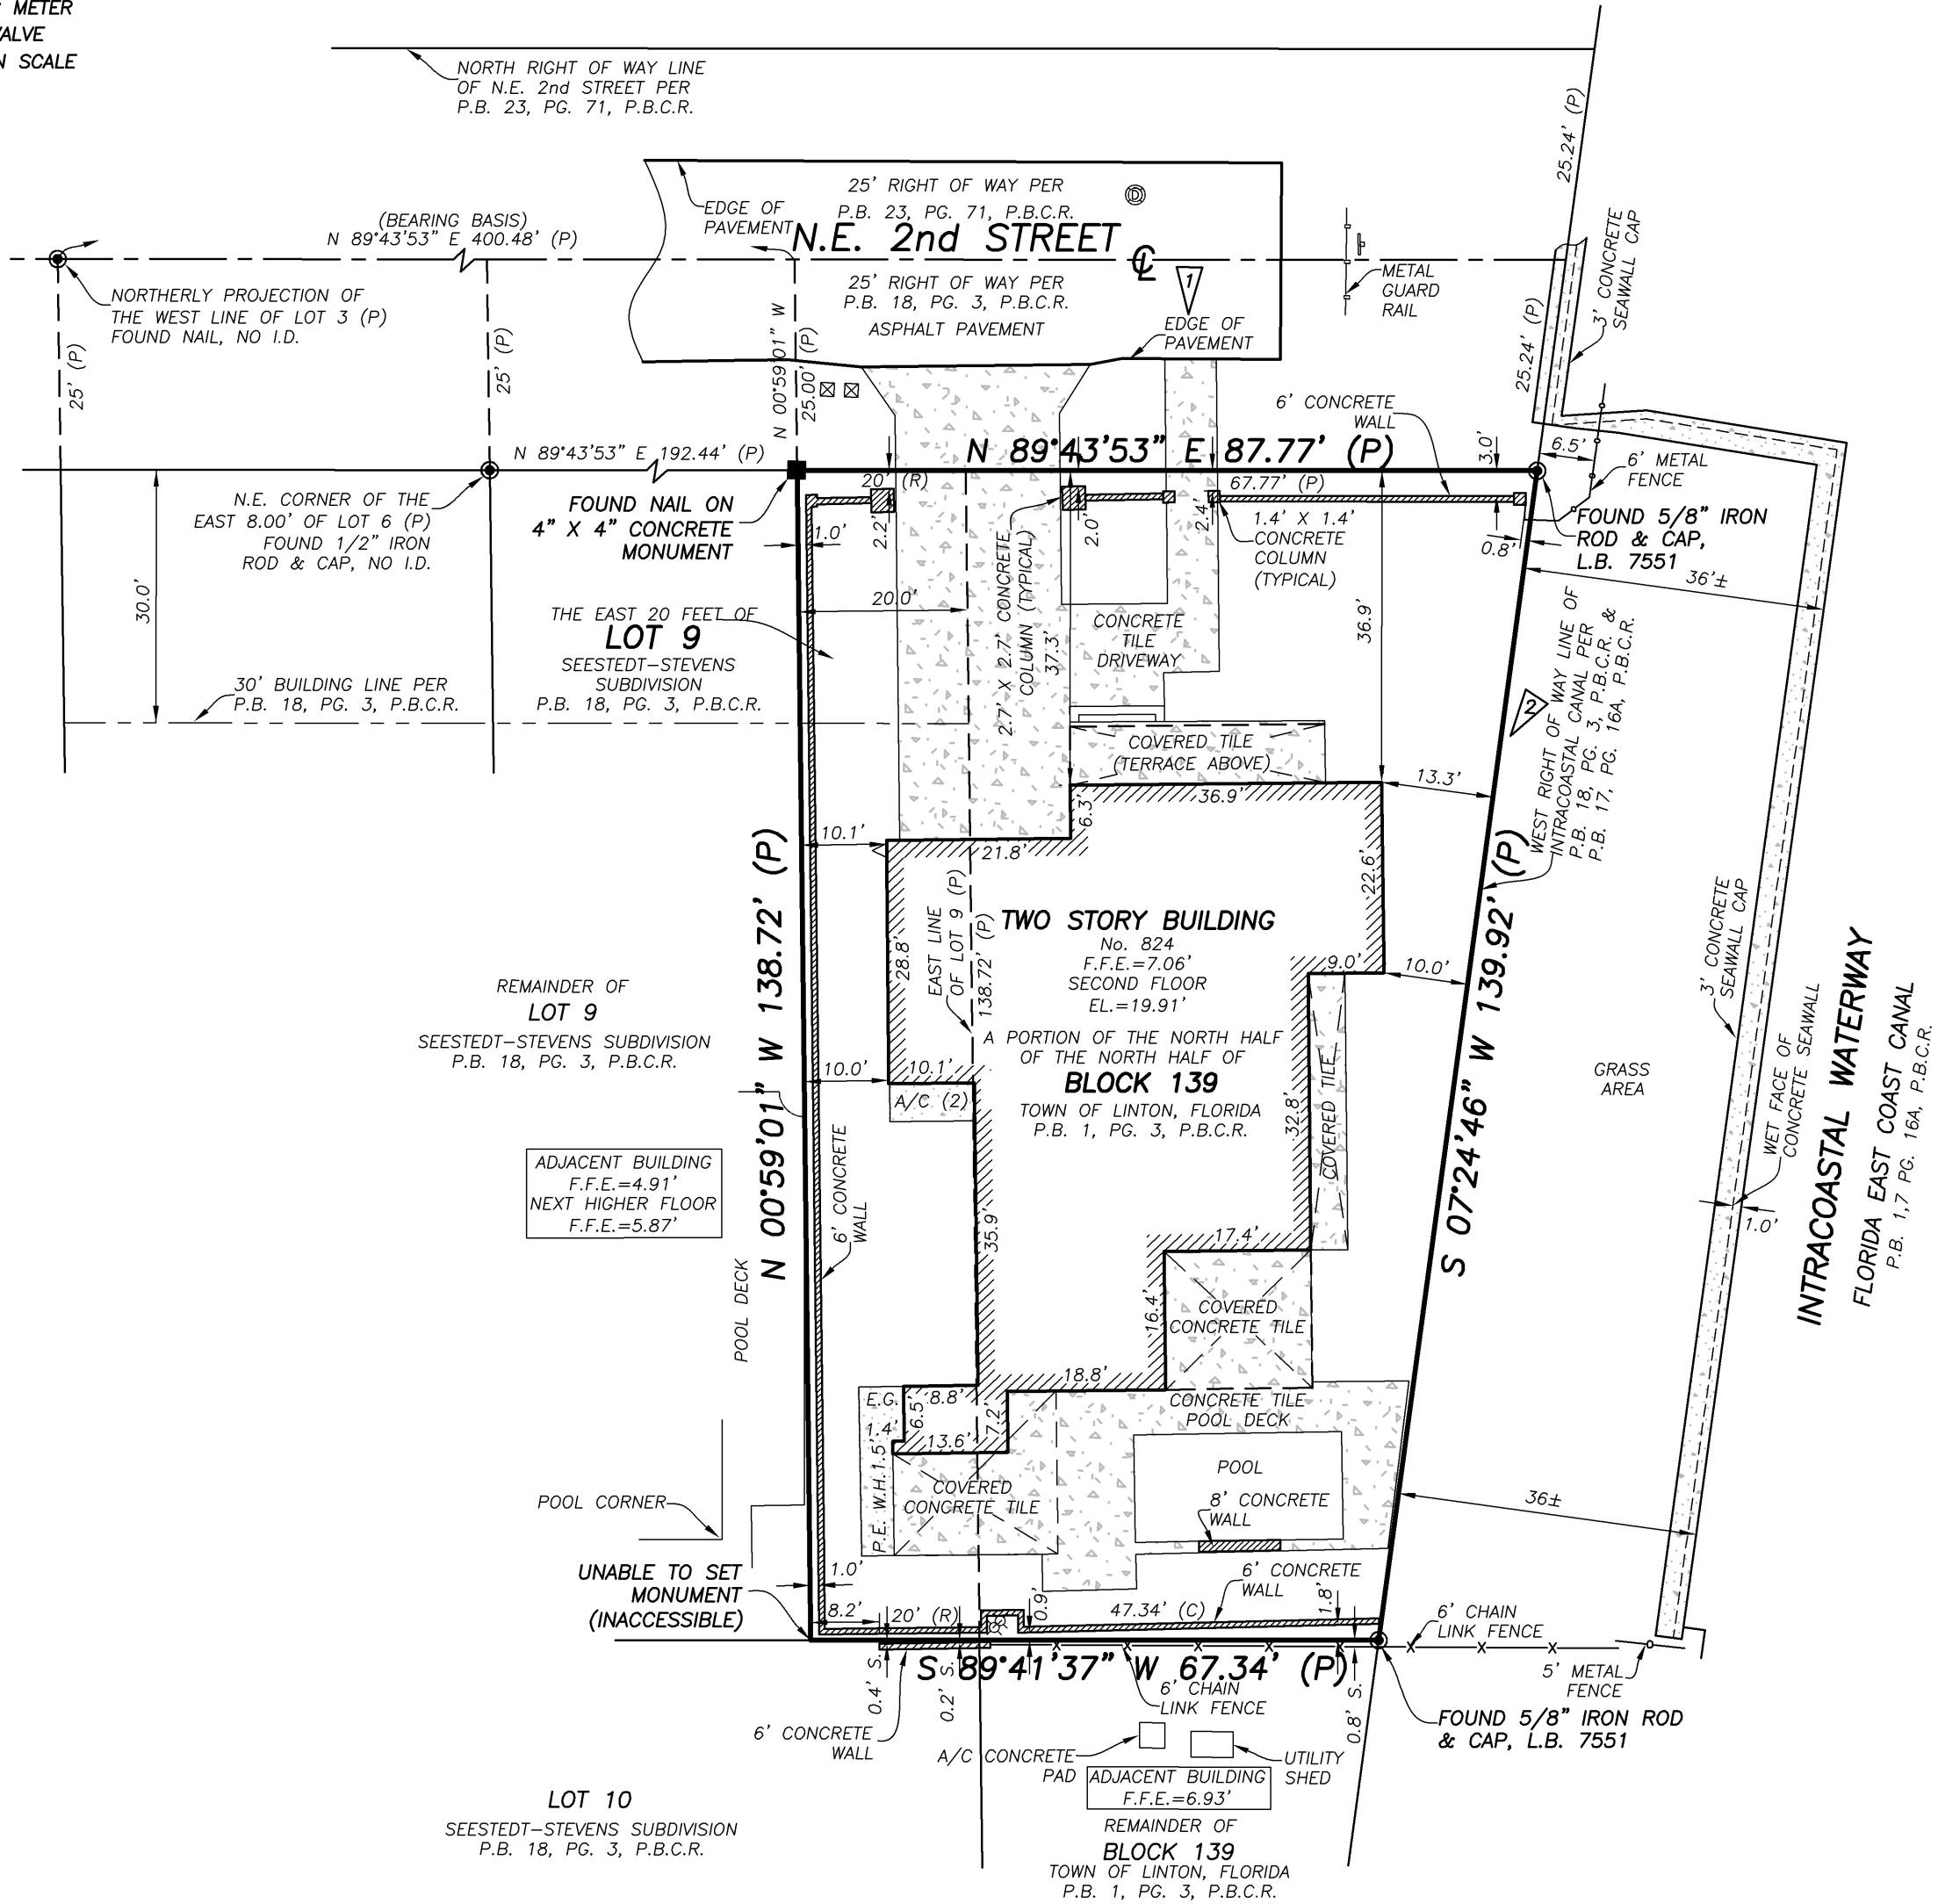 METER
VALVE
N SCALE
NORTH RIGHT OF WAY LINE
OF N.E. 2nd STREET PER
P.B. 23, PG. 71, P.B.C.R.
25.24' (P)
25' RIGHT OF WAY PER
P.B. 23, PG. 71, P.B.C.R.
D
EDGE OF
PAVEMENT
N.E. 2nd STREET
(BEARING BASIS)
N 89°43'53" E 400.48' (P)
25' RIGHT OF WAY PER
P.B. 18, PG. 3, P.B.C.R.
ASPHALT PAVEMENT
1
EDGE OF
PAVEMENT
METAL
GUARD
RAIL
3' CONCRETE
SEAWALL CAP
NORTHERLY PROJECTION OF
THE WEST LINE OF LOT 3 (P)
FOUND NAIL, NO I.D.
25' (P)
25' (P)
N 00°59'01" W
25.00' (P)
25.24' (P)
6' CONCRETE
WALL
N 89°43'53" E 192.44' (P)
N 89°43'53" E 87.77' (P)
3.0'
6.5'
6' METAL
FENCE
20' (R)
67.77' (P)
N.E. CORNER OF THE
EAST 8.00' OF LOT 6 (P)
FOUND 1/2" IRON
ROD & CAP, NO I.D.
FOUND NAIL ON
4" X 4" CONCRETE
MONUMENT
1.0'
2.2'
2.0'
2.4'
1.4' X 1.4'
CONCRETE
COLUMN
(TYPICAL)
0.8'
FOUND 5/8" IRON
ROD & CAP,
L.B. 7551
36'±
30.0'
20.0'
2.7' X 2.7' CONCRETE
COLUMN (TYPICAL)
37.3'
36.9'
THE EAST 20 FEET OF
LOT 9
SEESTEDT-STEVENS
SUBDIVISION
P.B. 18, PG. 3, P.B.C.R.
CONCRETE
TILE
DRIVEWAY
30' BUILDING LINE PER
P.B. 18, PG. 3, P.B.C.R.
2
WEST RIGHT OF WAY LINE OF
INTRACOASTAL CANAL PER
P.B. 18, PG. 3, P.B.C.R. &
P.B. 17, PG. 16A, P.B.C.R.
COVERED TILE
(TERRACE ABOVE)
36.9'
13.3'
6.3'
10.1'
21.8'
22.6'
N 00°59'01" W 138.72' (P)
28.8'
EAST LINE
OF LOT 9 (P)
138.72' (P)
TWO STORY BUILDING
No. 824
F.F.E.=7.06'
SECOND FLOOR
EL.=19.91'
9.0'
10.0'
S 07°24'46" W 139.92' (P)
3' CONCRETE
SEAWALL CAP
A PORTION OF THE NORTH HALF
OF THE NORTH HALF OF
BLOCK 139
TOWN OF LINTON, FLORIDA
P.B. 1, PG. 3, P.B.C.R.
REMAINDER OF
LOT 9
SEESTEDT-STEVENS SUBDIVISION
P.B. 18, PG. 3, P.B.C.R.
10.0'
10.1'
A/C (2)
32.8'
COVERED TILE
GRASS
AREA
WET FACE OF
CONCRETE SEAWALL
1.0'
INTRACOASTAL WATERWAY
FLORIDA EAST COAST CANAL
P.B. 1,7 PG. 16A, P.B.C.R.
ADJACENT BUILDING
F.F.E.=4.91'
NEXT HIGHER FLOOR
F.F.E.=5.87'
6' CONCRETE
WALL
35.9'
17.4'
POOL DECK
16.4'
COVERED
CONCRETE TILE
18.8'
CONCRETE TILE
POOL DECK
E.G.
8.8'
6.5'
7.2'
1.4'
13.6'
P.E. W.H.
1.5'
COVERED
CONCRETE TILE
POOL
8' CONCRETE
WALL
36±
POOL CORNER
UNABLE TO SET
MONUMENT
(INACCESSIBLE)
1.0'
6' CONCRETE
WALL
8.2'
20' (R)
0.9'
47.34' (C)
1.8'
6' CHAIN
LINK FENCE
S 89°41'37" W 67.34' (P)
0.4' S.
0.2' S.
0.8' S.
6' CHAIN
LINK FENCE
5' METAL
FENCE
FOUND 5/8" IRON ROD
& CAP, L.B. 7551
6' CONCRETE
WALL
A/C CONCRETE
PAD
UTILITY
SHED
ADJACENT BUILDING
F.F.E.=6.93'
LOT 10
SEESTEDT-STEVENS SUBDIVISION
P.B. 18, PG. 3, P.B.C.R.
REMAINDER OF
BLOCK 139
TOWN OF LINTON, FLORIDA
P.B. 1, PG. 3, P.B.C.R.